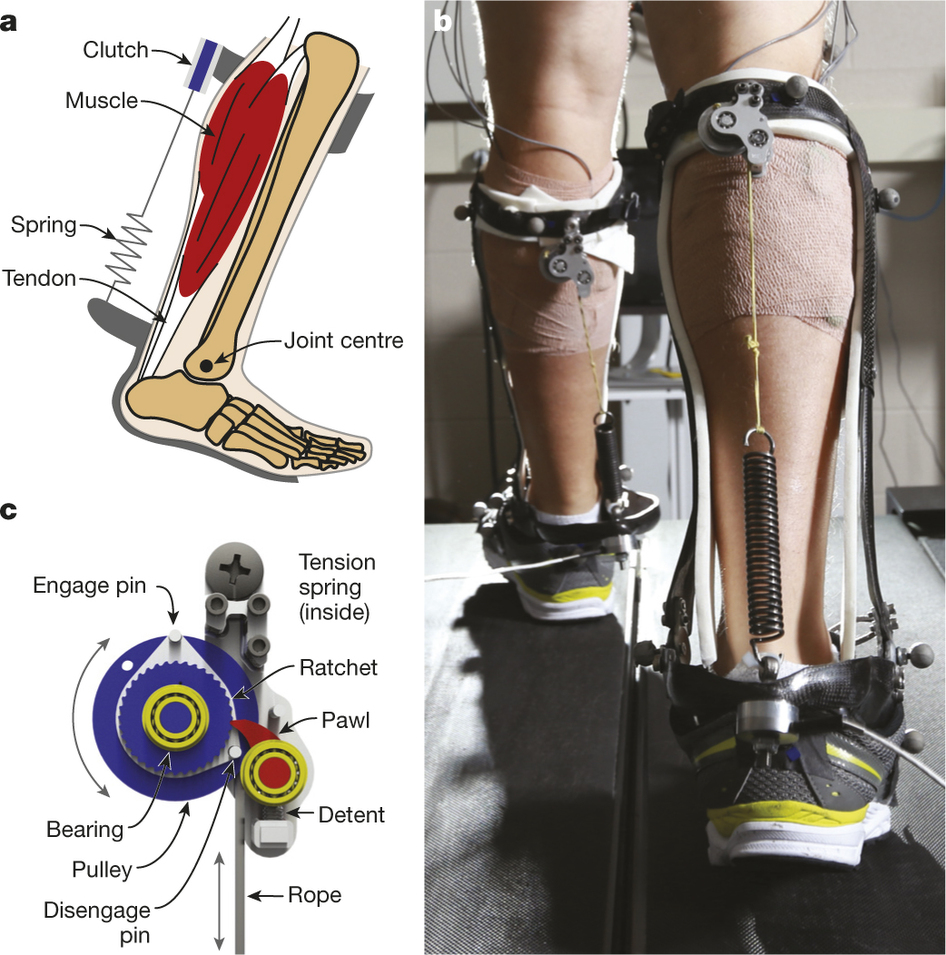 a
Clutch
Muscle
Spring
Tendon
Joint centre
b
c
Engage pin
Tension
spring
(inside)
Ratchet
Pawl
Detent
Bearing
Pulley
Disengage
pin
Rope